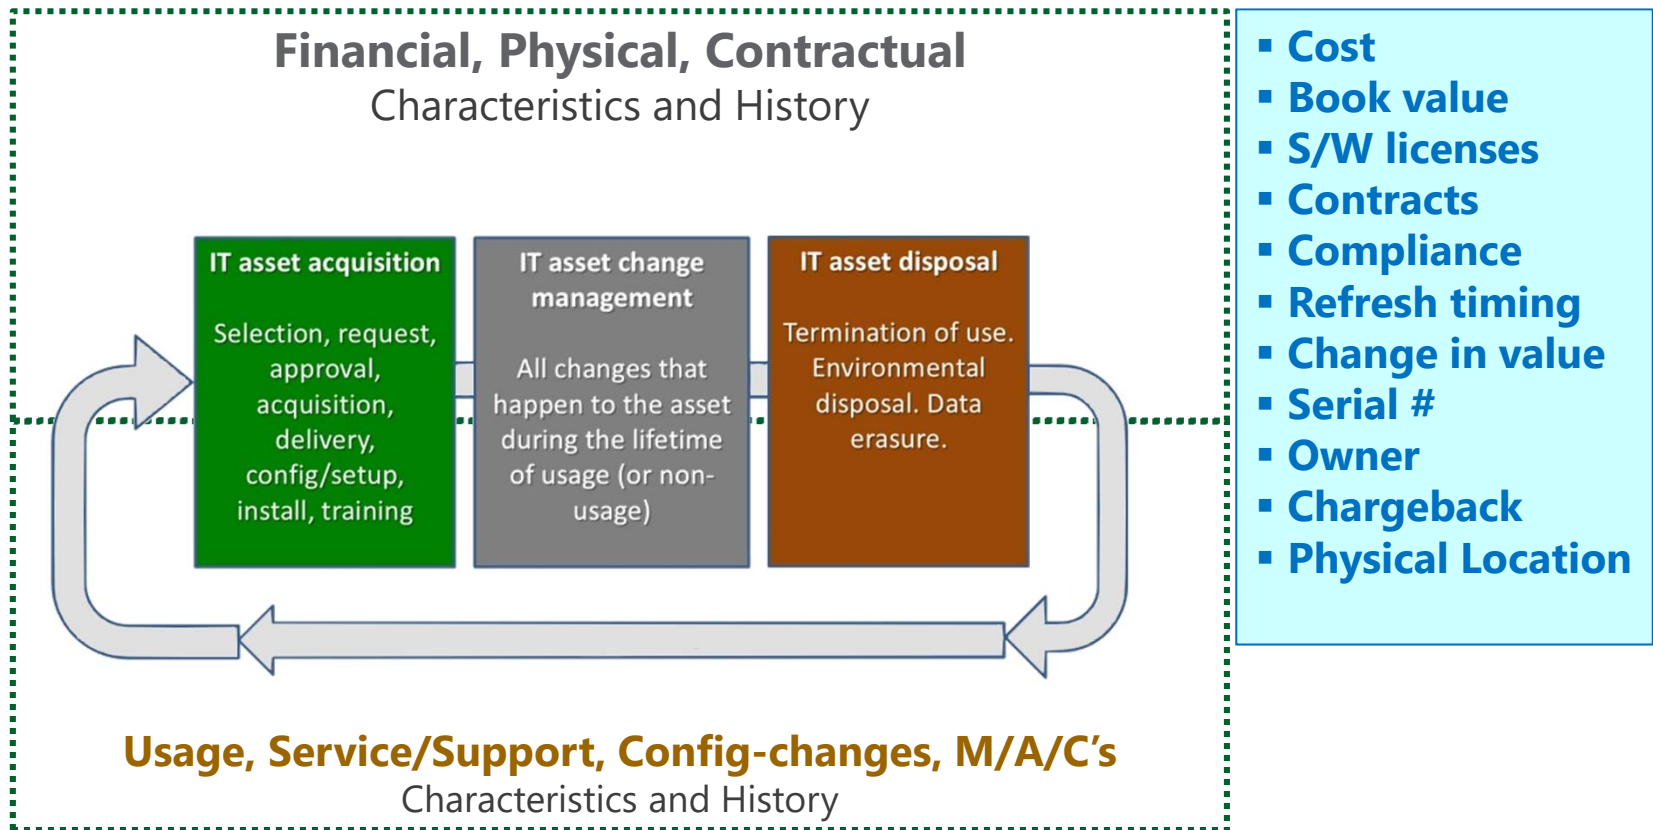 Financial, Physical, Contractual
Characteristics and History
IT asset acquisition
Selection, request,
approval,
acquisition,
delivery,
config/setup,
install, training
IT asset change
management
All changes that
happen to the asset
during the lifetime
of usage (or non-
usage)
IT asset disposal
Termination of use.
Environmental
disposal. Data
erasure.
Usage, Service/Support, Config-changes, M/A/C’s
Characteristics and History
▪ Cost
▪ Book value
▪ S/W licenses
▪ Contracts
▪ Compliance
▪ Refresh timing
▪ Change in value
▪ Serial #
▪ Owner
▪ Chargeback
▪ Physical Location